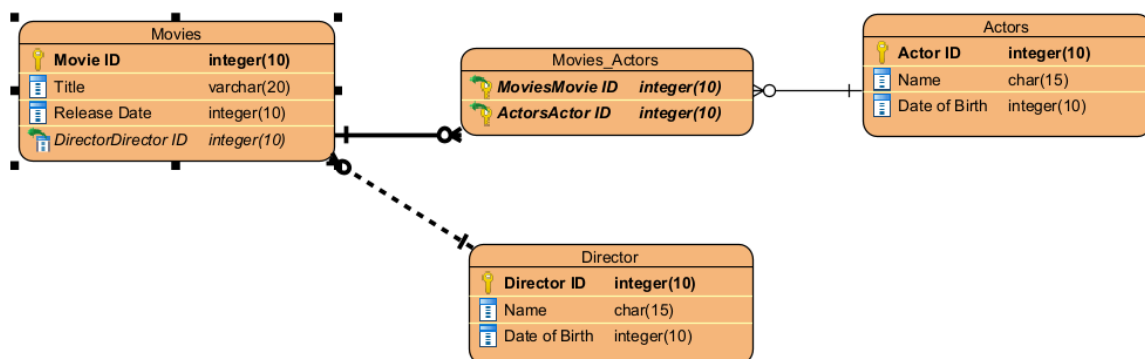 Movies
Movie ID integer(10)
Title varchar(20)
Release Date integer(10)
DirectorDirector ID integer(10)
Movies_Actors
MoviesMovie ID integer(10)
ActorsActor ID integer(10)
Actors
Actor ID integer(10)
Name char(15)
Date of Birth integer(10)
Director
Director ID integer(10)
Name char(15)
Date of Birth integer(10)